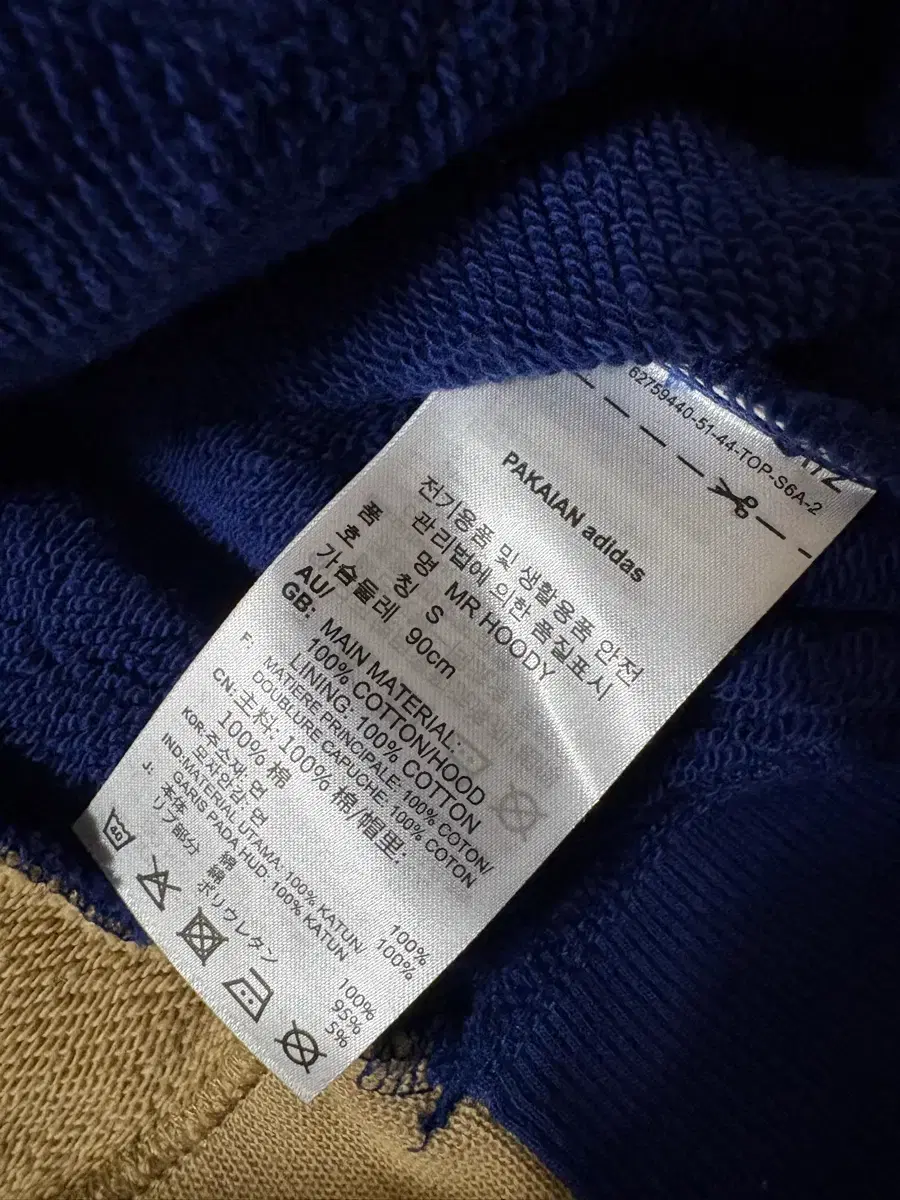 62759440-51-44-TOP-S6A-2
PAKAIAN adidas
전기용품 및 생활용품 안전
관리법에 의한 품질표시
품 명 MR HOODY
호 칭 S
가슴둘레 90cm
AU/
GB: MAIN MATERIAL:
100% COTTON/HOOD
LINING: 100% COTTON
F: MATIERE PRINCIPALE: 100% COTON/
DOUBLURE CAPUCHE: 100% COTON
CN: 主料: 100% 棉/帽里:
100% 棉
KOR: 주소재: 면 100%
모자안감: 면 100%
IND: MATERIAL UTAMA: 100% KATUN/
GARIS PADA HUD: 100% KATUN
J: 本体 綿 100%
リブ部分 綿 95%
ポリウレタン 5%
40